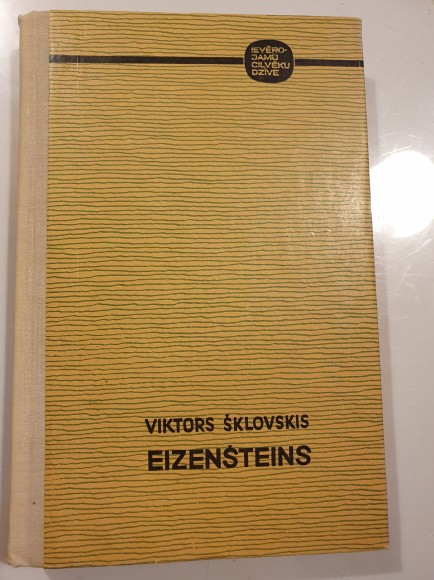 IEVĒRO-
JAMU
CILVĒKU
DZĪVE
VIKTORS ŠKLOVSKIS
EIZENŠTEINS